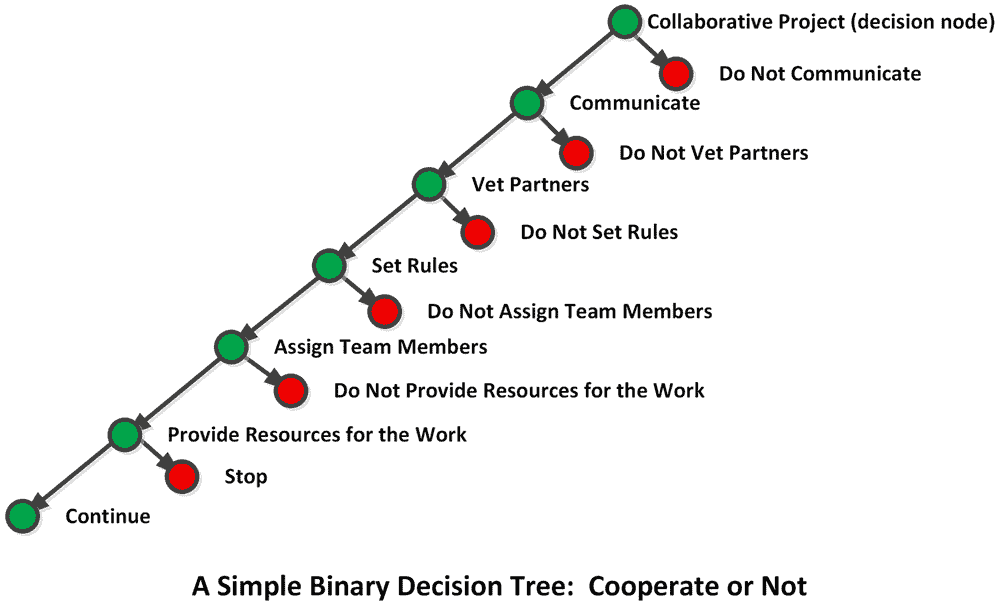 Collaborative Project (decision node)
Do Not Communicate
Communicate
Do Not Vet Partners
Vet Partners
Do Not Set Rules
Set Rules
Do Not Assign Team Members
Assign Team Members
Do Not Provide Resources for the Work
Provide Resources for the Work
Stop
Continue
A Simple Binary Decision Tree:  Cooperate or Not